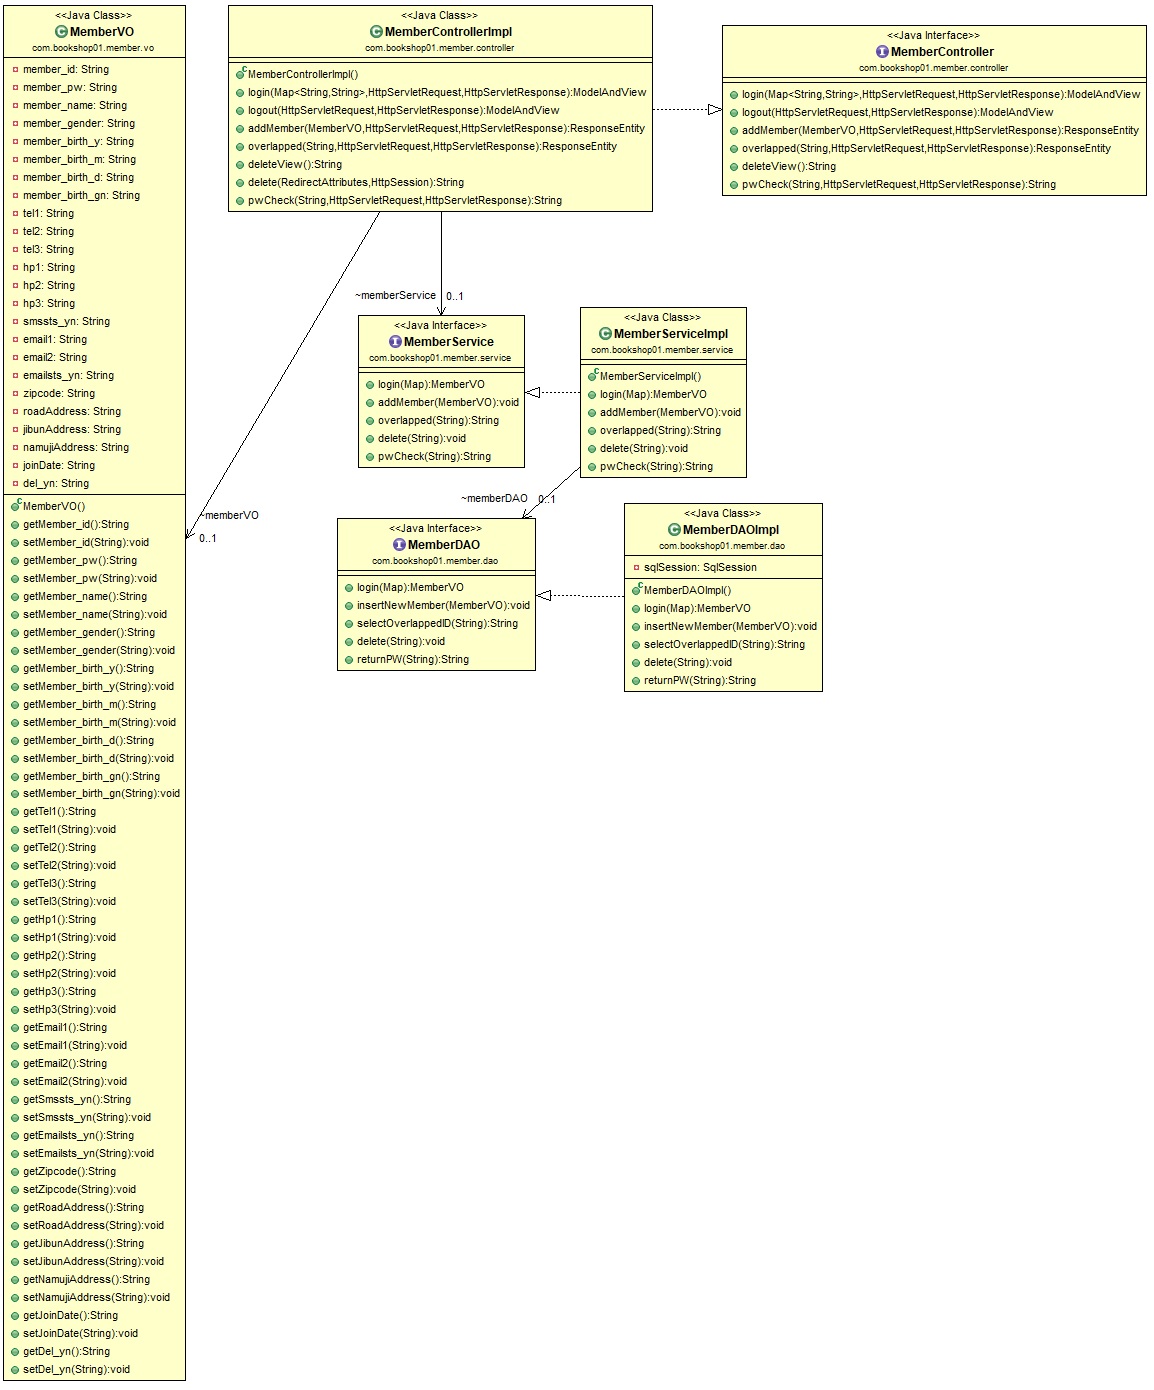 <<Java Class>>
MemberVO
com.bookshop01.member.vo
member_id: String
member_pw: String
member_name: String
member_gender: String
member_birth_y: String
member_birth_m: String
member_birth_d: String
member_birth_gn: String
tel1: String
tel2: String
tel3: String
hp1: String
hp2: String
hp3: String
smssts_yn: String
email1: String
email2: String
emailsts_yn: String
zipcode: String
roadAddress: String
jibunAddress: String
namujiAddress: String
joinDate: String
del_yn: String
MemberVO()
getMember_id():String
setMember_id(String):void
getMember_pw():String
setMember_pw(String):void
getMember_name():String
setMember_name(String):void
getMember_gender():String
setMember_gender(String):void
getMember_birth_y():String
setMember_birth_y(String):void
getMember_birth_m():String
setMember_birth_m(String):void
getMember_birth_d():String
setMember_birth_d(String):void
getMember_birth_gn():String
setMember_birth_gn(String):void
getTel1():String
setTel1(String):void
getTel2():String
setTel2(String):void
getTel3():String
setTel3(String):void
getHp1():String
setHp1(String):void
getHp2():String
setHp2(String):void
getHp3():String
setHp3(String):void
getEmail1():String
setEmail1(String):void
getEmail2():String
setEmail2(String):void
getSmssts_yn():String
setSmssts_yn(String):void
getEmailsts_yn():String
setEmailsts_yn(String):void
getZipcode():String
setZipcode(String):void
getRoadAddress():String
setRoadAddress(String):void
getJibunAddress():String
setJibunAddress(String):void
getNamujiAddress():String
setNamujiAddress(String):void
getJoinDate():String
setJoinDate(String):void
getDel_yn():String
setDel_yn(String):void
<<Java Class>>
MemberControllerImpl
com.bookshop01.member.controller
MemberControllerImpl()
login(Map<String,String>,HttpServletRequest,HttpServletResponse):ModelAndView
logout(HttpServletRequest,HttpServletResponse):ModelAndView
addMember(MemberVO,HttpServletRequest,HttpServletResponse):ResponseEntity
overlapped(String,HttpServletRequest,HttpServletResponse):ResponseEntity
deleteView():String
delete(RedirectAttributes,HttpSession):String
pwCheck(String,HttpServletRequest,HttpServletResponse):String
<<Java Interface>>
MemberController
com.bookshop01.member.controller
login(Map<String,String>,HttpServletRequest,HttpServletResponse):ModelAndView
logout(HttpServletRequest,HttpServletResponse):ModelAndView
addMember(MemberVO,HttpServletRequest,HttpServletResponse):ResponseEntity
overlapped(String,HttpServletRequest,HttpServletResponse):ResponseEntity
deleteView():String
pwCheck(String,HttpServletRequest,HttpServletResponse):String
~memberService 0..1
~memberVO
0..1
<<Java Interface>>
MemberService
com.bookshop01.member.service
login(Map):MemberVO
addMember(MemberVO):void
overlapped(String):String
delete(String):void
pwCheck(String):String
<<Java Class>>
MemberServiceImpl
com.bookshop01.member.service
MemberServiceImpl()
login(Map):MemberVO
addMember(MemberVO):void
overlapped(String):String
delete(String):void
pwCheck(String):String
~memberDAO 0..1
<<Java Interface>>
MemberDAO
com.bookshop01.member.dao
login(Map):MemberVO
insertNewMember(MemberVO):void
selectOverlappedID(String):String
delete(String):void
returnPW(String):String
<<Java Class>>
MemberDAOImpl
com.bookshop01.member.dao
sqlSession: SqlSession
MemberDAOImpl()
login(Map):MemberVO
insertNewMember(MemberVO):void
selectOverlappedID(String):String
delete(String):void
returnPW(String):String